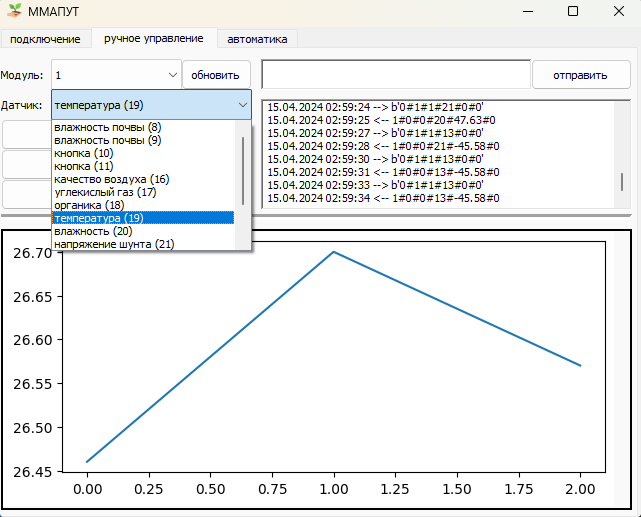 ММАПУТ
подключение ручное управление автоматика
Модуль: 1 обновить отправить
Датчик: температура (19)
влажность почвы (8)
влажность почвы (9)
кнопка (10)
кнопка (11)
качество воздуха (16)
углекислый газ (17)
органика (18)
температура (19)
влажность (20)
напряжение шунта (21)
15.04.2024 02:59:24 --> b'0#1#1#21#0#0'
15.04.2024 02:59:25 <-- 1#0#0#20#47.63#0
15.04.2024 02:59:27 --> b'0#1#1#13#0#0'
15.04.2024 02:59:28 <-- 1#0#0#21#-45.58#0
15.04.2024 02:59:30 --> b'0#1#1#13#0#0'
15.04.2024 02:59:31 <-- 1#0#0#13#-45.58#0
15.04.2024 02:59:33 --> b'0#1#1#13#0#0'
15.04.2024 02:59:34 <-- 1#0#0#13#-45.58#0
26.70
26.65
26.60
26.55
26.50
26.45
0.00 0.25 0.50 0.75 1.00 1.25 1.50 1.75 2.00